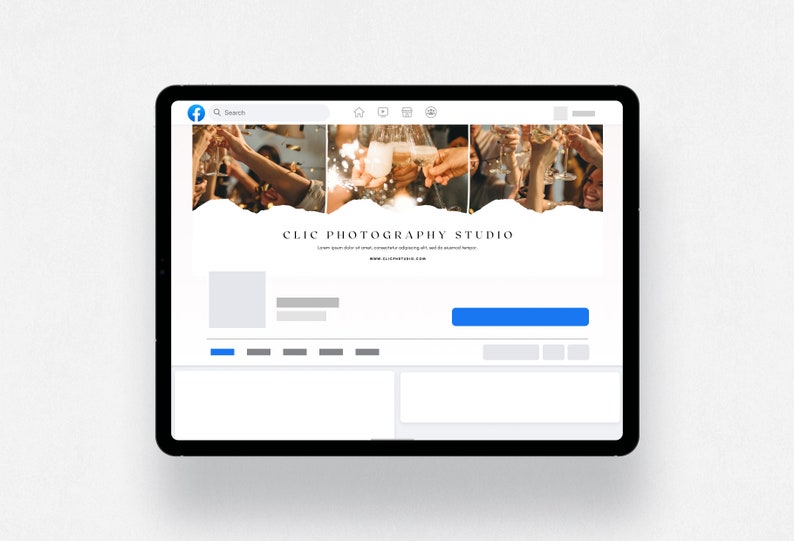 Search
CLIC PHOTOGRAPHY STUDIO
Lorem ipsum dolor sit amet, consectetur adipiscing elit, sed do eiusmod tempor.
WWW.CLICPHSTUDIO.COM